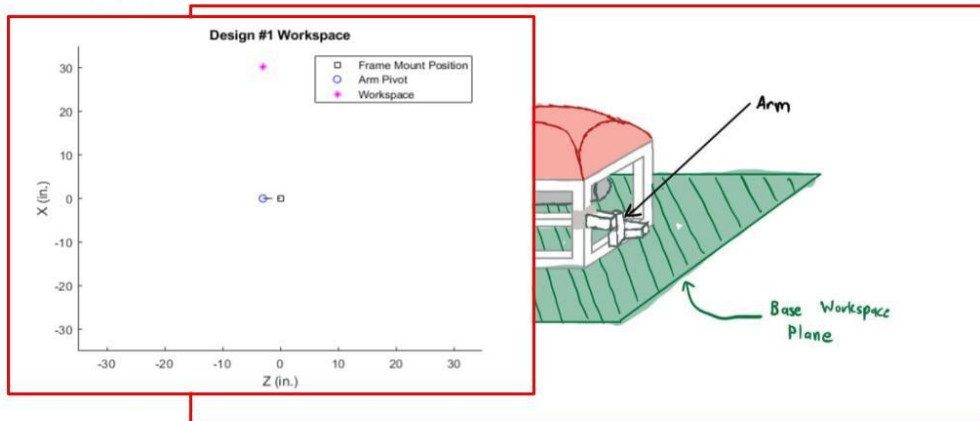 Design #1 Workspace
Frame Mount Position
Arm Pivot
Workspace
30
20
10
0
-10
-20
-30
X (in.)
-30
-20
-10
0
10
20
30
Z (in.)
Arm
Base Workspace
Plane